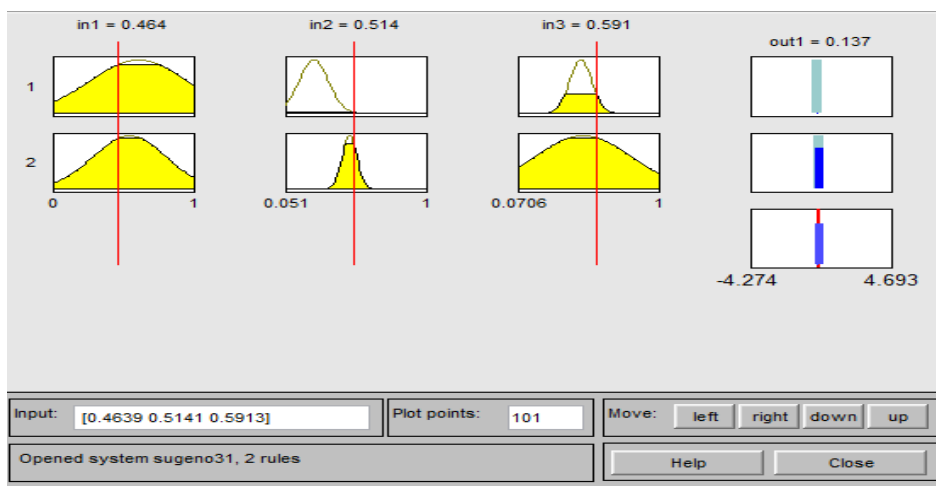 in1 = 0.464 in2 = 0.514 in3 = 0.591
out1 = 0.137
1
2
0 1 0.051 1 0.0706 1
-4.274 4.693
Input: [0.4639 0.5141 0.5913] Plot points: 101 Move: left right down up
Opened system sugeno31, 2 rules Help Close